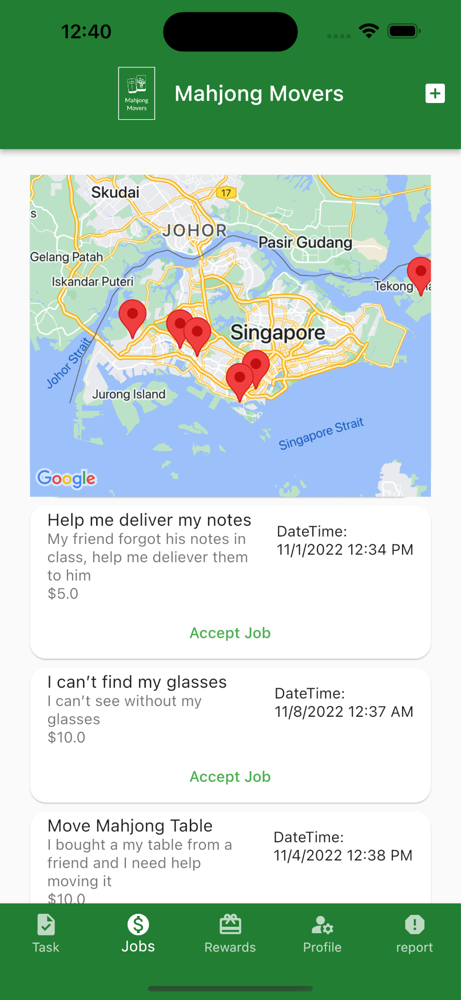 12:40
Mahjong
Movers
Mahjong Movers
Skudai
17
s
JOHOR
Pasir Gudang
Gelang Patah
Iskandar Puteri
Tekong
Singapore
Johor Strait
Jurong Island
Singapore Strait
Google
Help me deliver my notes
My friend forgot his notes in
class, help me deliever them
to him
$5.0
DateTime:
11/1/2022 12:34 PM
Accept Job
I can't find my glasses
I can't see without my
glasses
$10.0
DateTime:
11/8/2022 12:37 AM
Accept Job
Move Mahjong Table
I bought a my table from a
friend and I need help
moving it
$10.0
DateTime:
11/4/2022 12:38 PM
Task
Jobs
Rewards
Profile
report